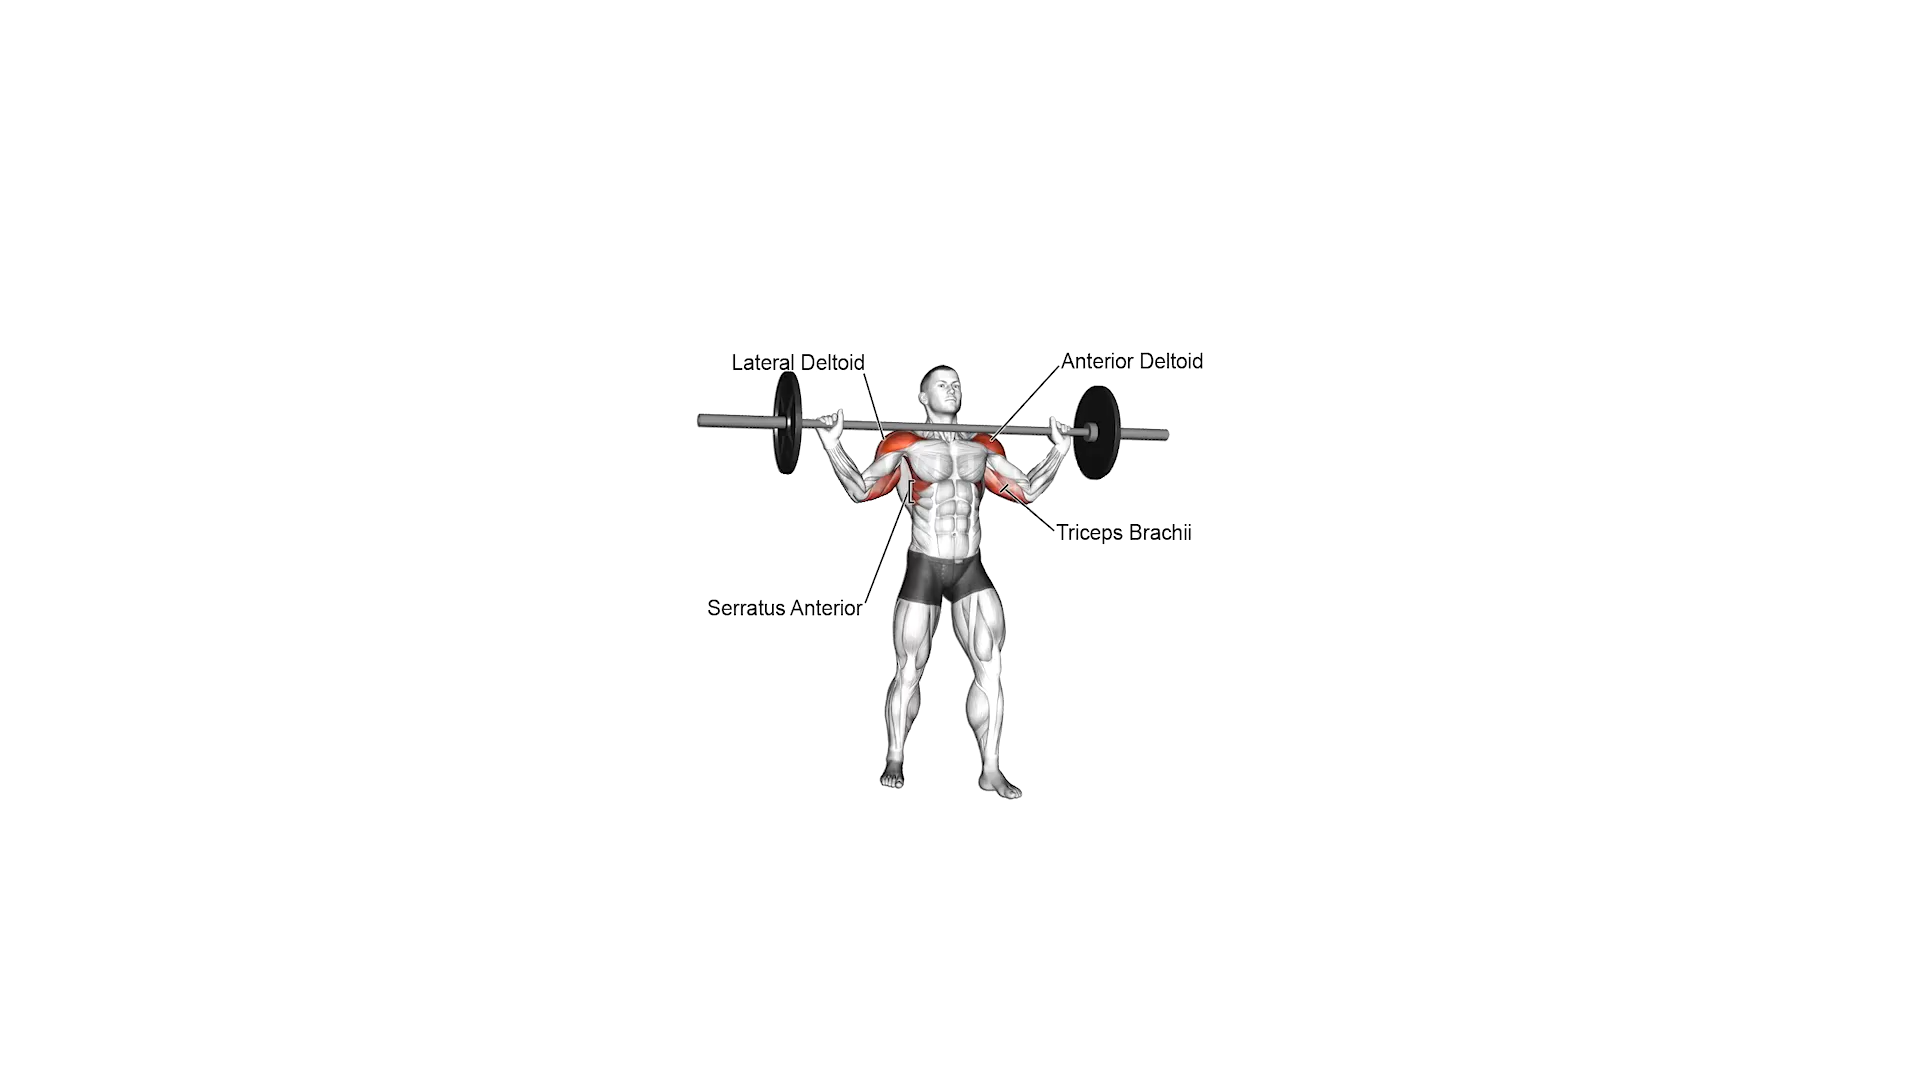 Lateral Deltoid
Anterior Deltoid
Triceps Brachii
Serratus Anterior